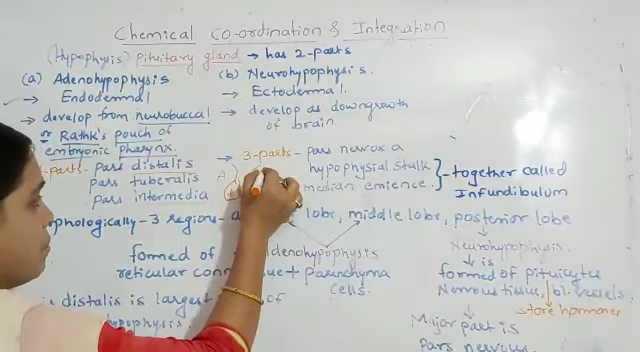 Chemical Co-ordination & Integration
(Hypophysis) Pituitary gland → has 2-parts
(a) Adenohypophysis (b) Neurohypophysis.
→ Endodermal → Ectodermal.
→ develop from neurobuccal → develop as downgrowth
or Rathk's pouch of of brain
embryonic pharynx.
-parts- pars distalis → 3-parts - pars nervosa
pars tuberalis hypophysial stalk
pars intermedia median emience } -together called
Infundibulum
phologically-3 regions- a lobe, middle lobe, posterior lobe
formed of adenohypophysis Neurohypophysis
reticular conn ue + parenchyma is
cells. formed of pituicytes
distalis is largest of Nervous tissue, bl. vessels.
hypophysis. store hormones
Major part is
pars nervous.